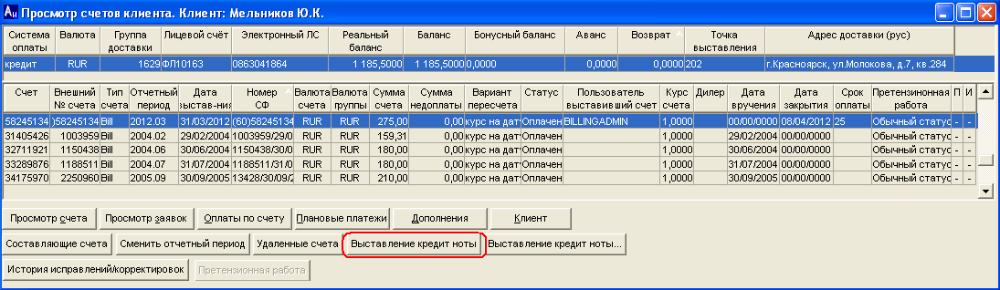 Aи Просмотр счетов клиента. Клиент: Мельников Ю.К.
Система оплаты Валюта Группа доставки Лицевой счёт Электронный ЛС Реальный баланс Баланс Бонусный баланс Аванс Возврат Точка выставления Адрес доставки (рус)
кредит RUR 1629 ФЛ10163 0863041864 1 185,5000 1 185,5000 0,0000 0,0000 0,0000 202 г.Красноярск, ул.Молокова, д.7, кв.284
Счет Внешний № счета Тип счета Отчетный период Дата выстав-ния Номер СФ Валюта счета Валюта группы Сумма счета Сумма недоплаты Вариант пересчета Статус Пользователь выставивший счет Курс счета Дилер Дата вручения Дата закрытия Срок оплаты Претензионная работа П И
58245134 )58245134 Bill 2012.03 31/03/2012 (60)58245134 RUR RUR 275,00 0,00 курс на дат Оплачен BILLINGADMIN 1,0000 00/00/0000 08/04/2012 25 Обычный статус - -
31405426 1003959 Bill 2004.02 29/02/2004 1003959/29/0 RUR RUR 159,31 0,00 курс на дат Оплачен 1,0000 29/02/2004 00/00/0000 Обычный статус - -
32711921 1150438 Bill 2004.06 30/06/2004 1150438/30/0 RUR RUR 180,00 0,00 курс на дат Оплачен 1,0000 30/06/2004 00/00/0000 Обычный статус - -
33289876 1188511 Bill 2004.07 31/07/2004 1188511/31/0 RUR RUR 180,00 0,00 курс на дат Оплачен 1,0000 31/07/2004 00/00/0000 Обычный статус - -
34175970 2250960 Bill 2005.09 30/09/2005 13428/30/09/2 RUR RUR 210,00 0,00 курс на дат Оплачен 1,0000 30/09/2005 00/00/0000 Обычный статус - -
Просмотр счета Просмотр заявок Оплаты по счету Плановые платежи Дополнения Клиент
Составляющие счета Сменить отчетный период Удаленные счета Выставление кредит ноты Выставление кредит ноты...
История исправлений/корректировок Претензионная работа